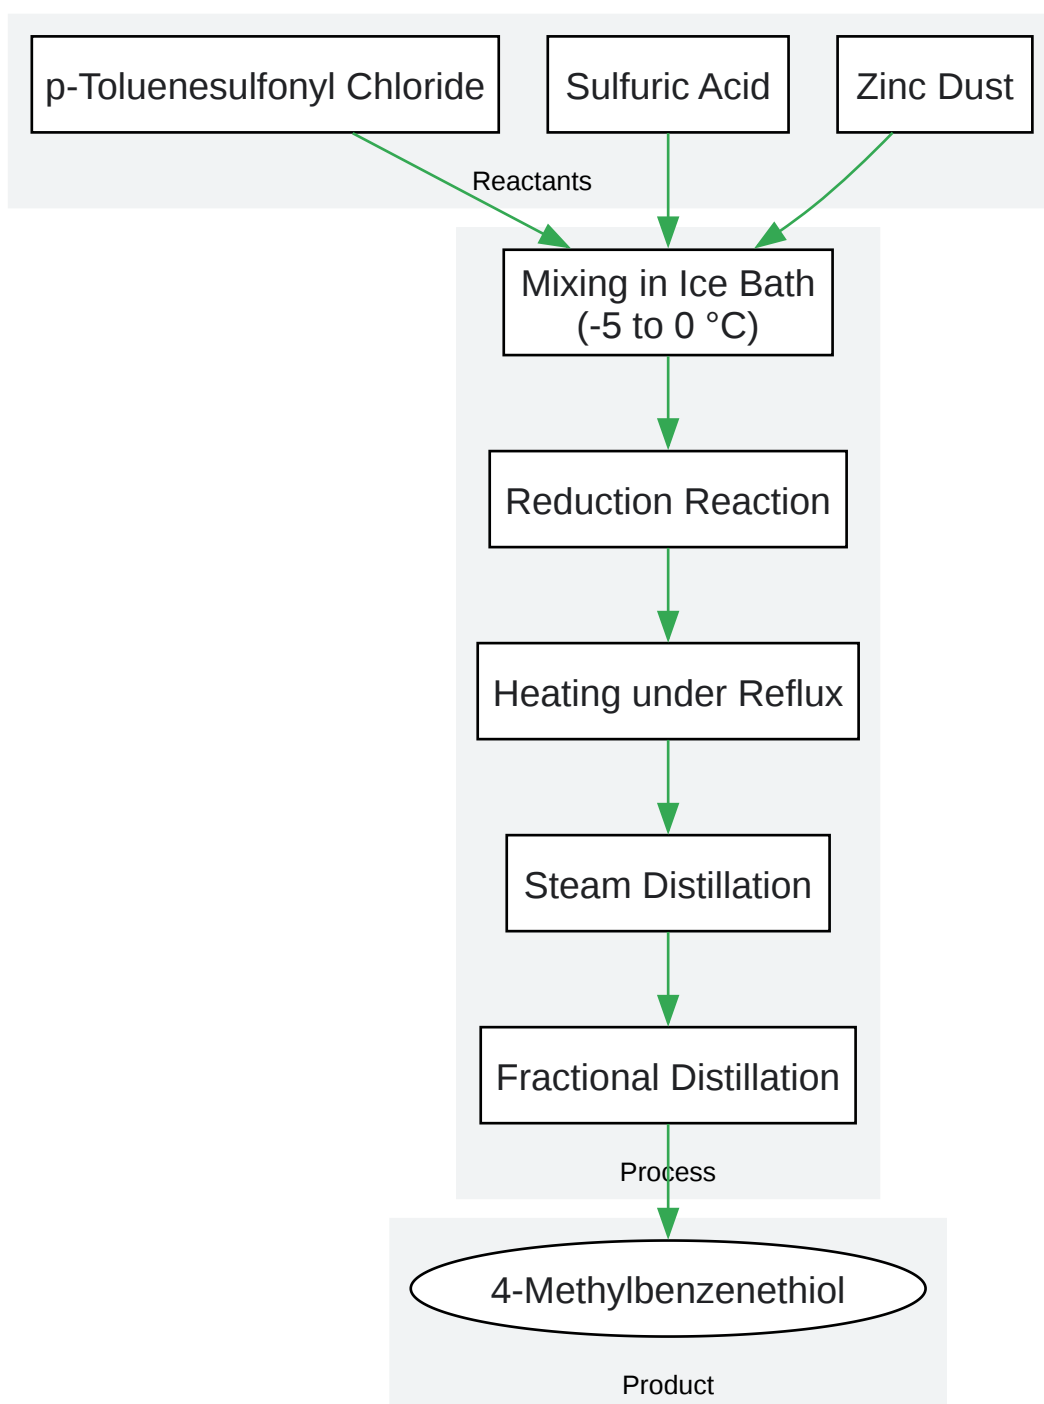 p-Toluenesulfonyl Chloride
Sulfuric Acid
Zinc Dust
Reactants
Mixing in Ice Bath
(-5 to 0 °C)
Reduction Reaction
Heating under Reflux
Steam Distillation
Fractional Distillation
Process
4-Methylbenzenethiol
Product